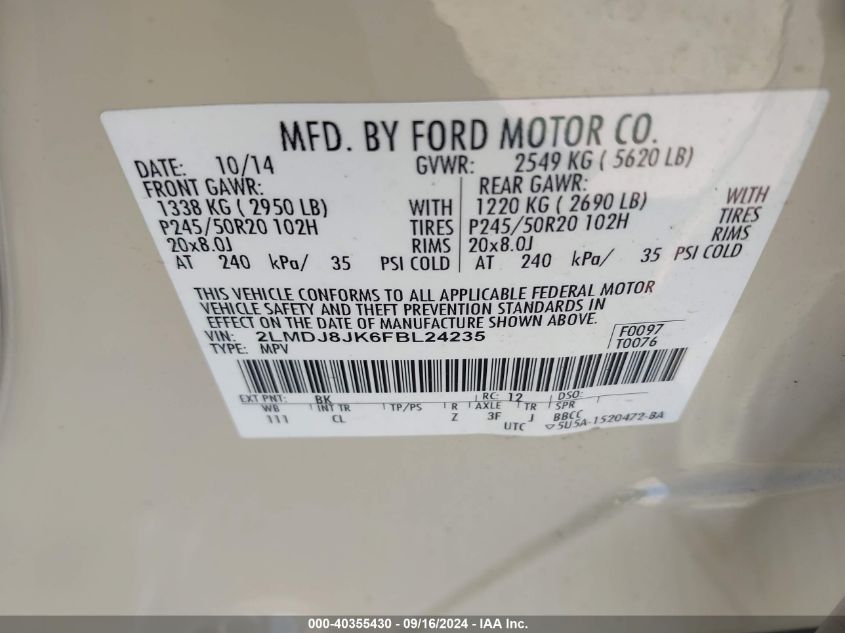 MFD. BY FORD MOTOR CO.
DATE: 10/14 GVWR: 2549 KG ( 5620 LB)
FRONT GAWR: REAR GAWR:
1338 KG ( 2950 LB) WITH 1220 KG ( 2690 LB) WITH
P245/50R20 102H TIRES P245/50R20 102H TIRES
20x8.0J RIMS 20x8.0J RIMS
AT 240 kPa/ 35 PSI COLD AT 240 kPa/ 35 PSI COLD
THIS VEHICLE CONFORMS TO ALL APPLICABLE FEDERAL MOTOR
VEHICLE SAFETY AND THEFT PREVENTION STANDARDS IN
EFFECT ON THE DATE OF MANUFACTURE SHOWN ABOVE.
VIN: 2LMDJ8JK6FBL24235 F0097
TYPE: MPV T0076
EXT PNT: BK RC: 12 DSO:
WB INT TR TP/PS R AXLE TR SPR
111 CL Z 3F J BBCC
UTC ▽5U5A-1520472-BA
000-40355430 - 09/16/2024 - IAA Inc.